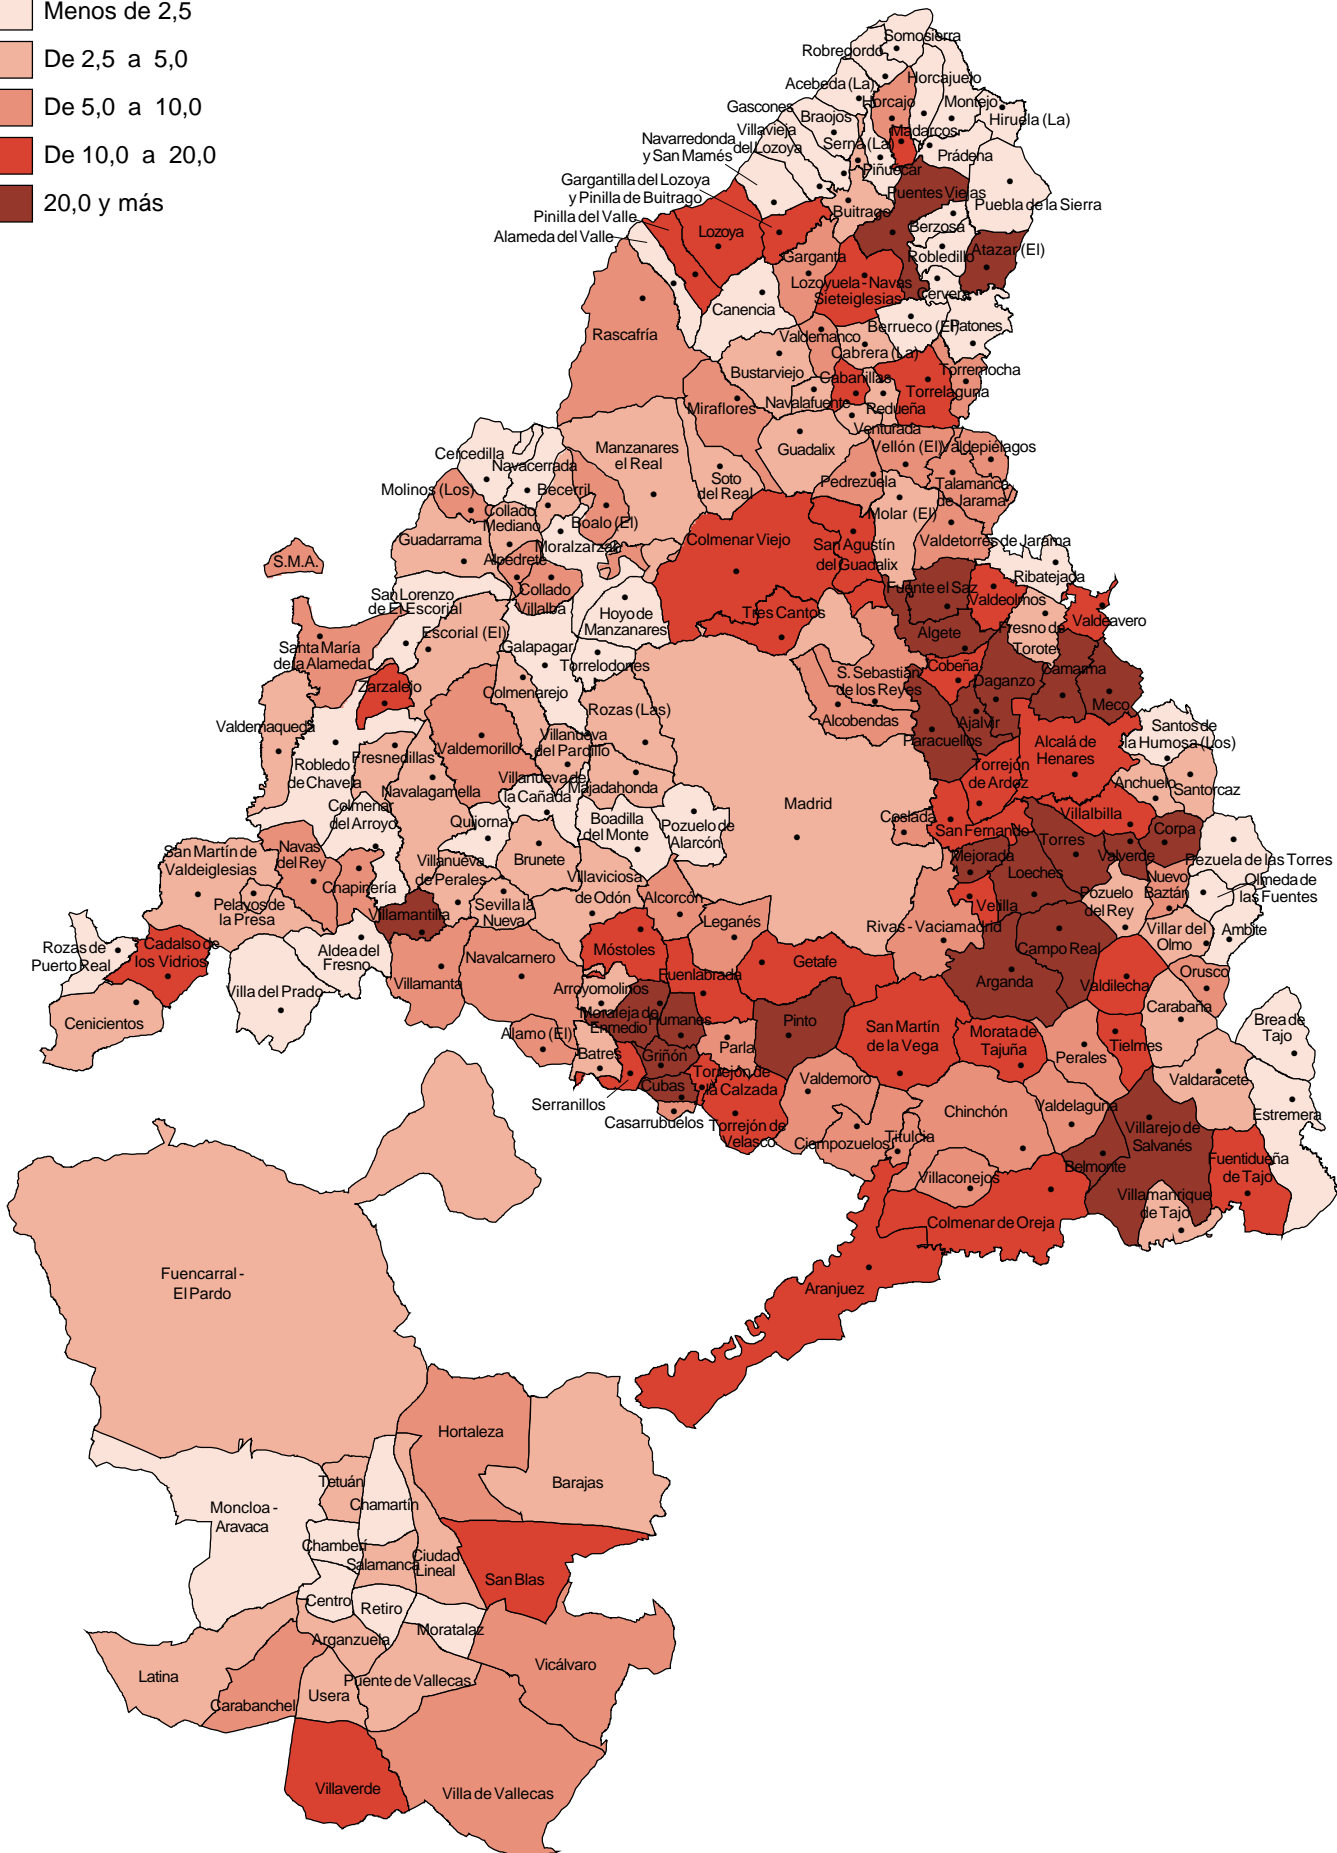 Menos de 2,5
De 2,5 a 5,0
De 5,0 a 10,0
De 10,0 a 20,0
20,0 y más
Somosierra
Robregordo
Horcajuelo
Acebeda (La)
Horcajo
Montejo
Gascones
Braojos
Hiruela (La)
Madarcos
Villavieja
del Lozoya
Navarredonda
y San Mamés
Serna (La)
Prádena
Piñuecar
Gargantilla del Lozoya
y Pinilla de Buitrago
Puentes Viejas
Puebla de la Sierra
Buitrago
Pinilla del Valle
Berzosa
Alameda del Valle
Lozoya
Robledillo
Atazar (El)
Garganta
Lozoyuela - Navas
Sieteiglesias
Cervera
Canencia
Berrueco (El)
Patones
Rascafría
Valdemanco
Cabrera (La)
Bustarviejo
Cabanillas
Torremocha
Torrelaguna
Navalafuente
Redueña
Miraflores
Venturada
Manzanares
el Real
Guadalix
Vellón (El)
Valdepiélagos
Cercedilla
Navacerrada
Soto
del Real
Pedrezuela
Talamanca
de Jarama
Molinos (Los)
Becerril
Collado
Mediano
Boalo (El)
Molar (El)
Guadarrama
Moralzarzal
Colmenar Viejo
San Agustín
del Guadalix
Valdetorres de Jarama
S.M.A.
Alpedrete
Ribatejada
Collado
Villalba
Fuente el Saz
Valdeolmos
San Lorenzo
de El Escorial
Hoyo de
Manzanares
Tres Cantos
Valdeavero
Escorial (El)
Algete
Fresno de
Torote
Santa María
de la Alameda
Galapagar
Torrelodones
S. Sebastián
de los Reyes
Cobeña
Camarma
Daganzo
Zarzalejo
Colmenarejo
Meco
Rozas (Las)
Alcobendas
Ajalvir
Valdemaqueda
Santos de
la Humosa (Los)
Valdemorillo
Villanueva
del Pardillo
Paracuellos
Alcalá de
Henares
Robledo
de Chavela
Fresnedillas
Torrejón
de Ardoz
Navalagamella
Villanueva de
la Cañada
Majadahonda
Anchuelo
Santorcaz
Colmenar
del Arroyo
Madrid
Quijorna
Boadilla
del Monte
Pozuelo de
Alarcón
Coslada
San Fernando
Villalbilla
Corpa
Torres
San Martín de
Valdeiglesias
Navas
del Rey
Villanueva
de Perales
Brunete
Mejorada
Valverde
Pezuela de las Torres
Loeches
Chapinería
Villaviciosa
de Odón
Nuevo
Baztán
Olmeda de
las Fuentes
Pelayos de
la Presa
Sevilla la
Nueva
Alcorcón
Velilla
Pozuelo
del Rey
Villamantilla
Leganés
Rivas - Vaciamadrid
Villar del
Olmo
Ambite
Rozas de
Puerto Real
Cadalso de
los Vidrios
Aldea del
Fresno
Móstoles
Campo Real
Navalcarnero
Getafe
Fuenlabrada
Orusco
Villa del Prado
Villamanta
Arroyomolinos
Arganda
Valdilecha
Carabaña
Cenicientos
Moraleja de
Enmedio
Humanes
Pinto
San Martín
de la Vega
Morata de
Tajuña
Brea de
Tajo
Alamo (El)
Parla
Tielmes
Batres
Griñón
Perales
Cubas
Torrejón de
la Calzada
Valdemoro
Valdaracete
Serranillos
Chinchón
Valdelaguna
Estremera
Casarrubuelos
Torrejón de
Velasco
Ciempozuelos
Titulcia
Villarejo de
Salvanés
Belmonte
Fuentidueña
de Tajo
Villaconejos
Villamanrique
de Tajo
Colmenar de Oreja
Aranjuez
Fuencarral -
El Pardo
Hortaleza
Barajas
Tetuán
Chamartín
Moncloa -
Aravaca
Chamberí
Salamanca
Ciudad
Lineal
San Blas
Centro
Retiro
Moratalaz
Arganzuela
Vicálvaro
Latina
Puente de Vallecas
Usera
Carabanchel
Villaverde
Villa de Vallecas